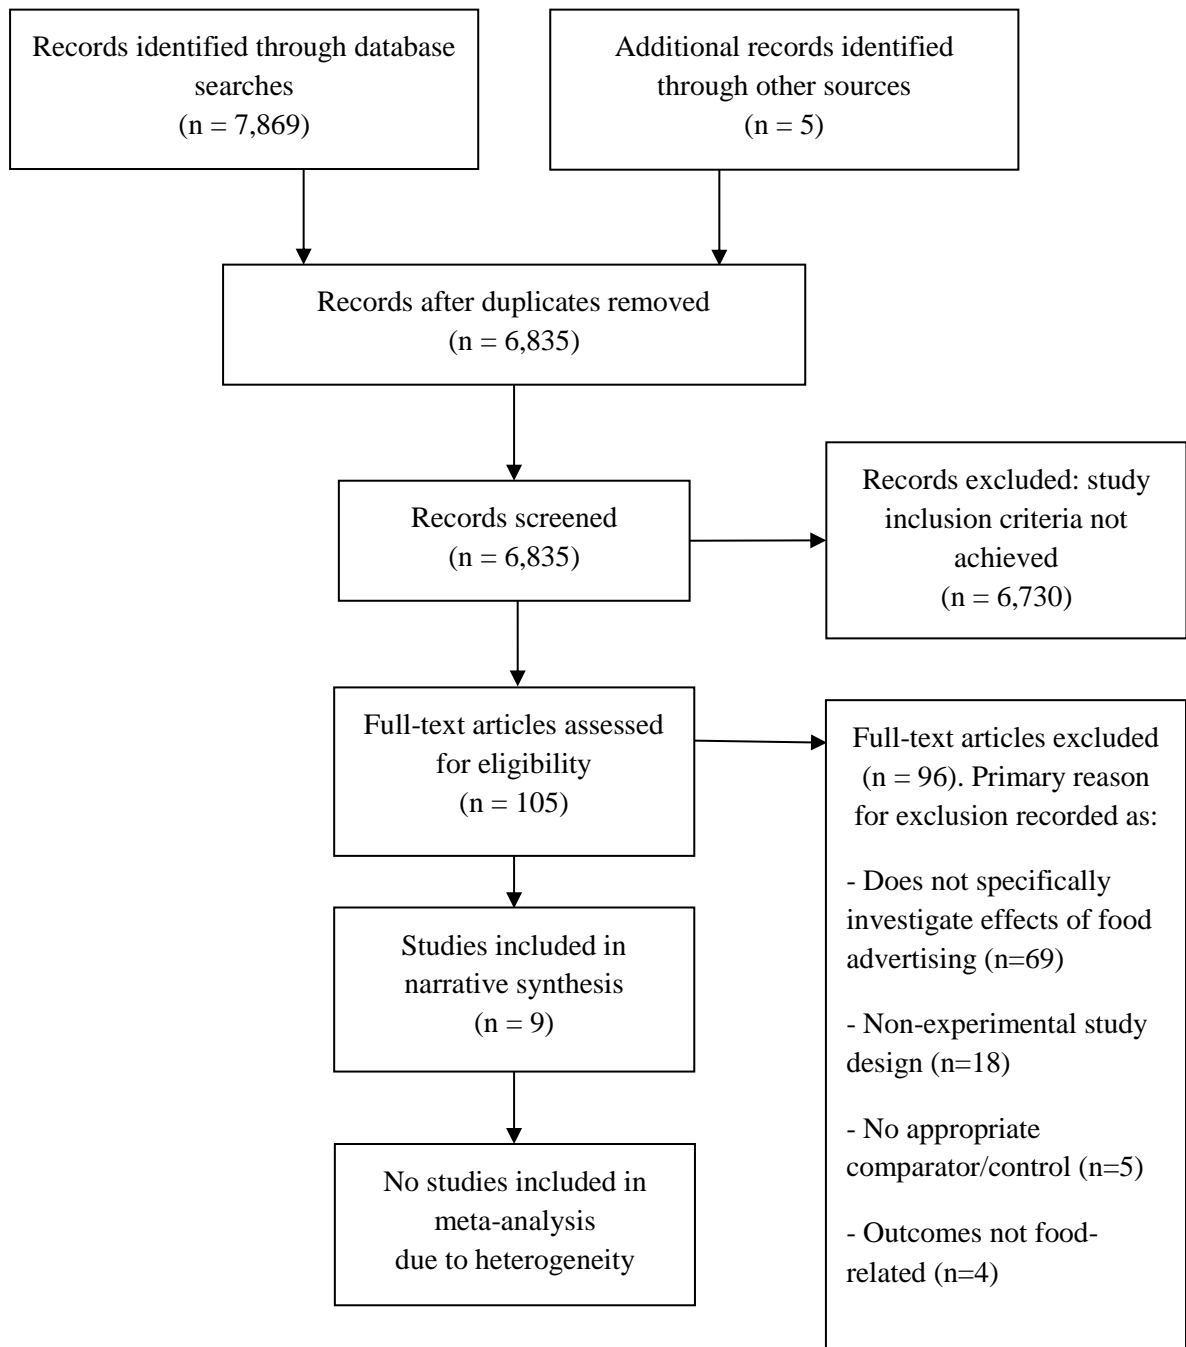 Records identified through database
searches
(n = 7,869)
Additional records identified
through other sources
(n = 5)
Records after duplicates removed
(n = 6,835)
Records screened
(n = 6,835)
Records excluded: study
inclusion criteria not
achieved
(n = 6,730)
Full-text articles assessed
for eligibility
(n = 105)
Full-text articles excluded
(n = 96). Primary reason
for exclusion recorded as:
- Does not specifically
investigate effects of food
advertising (n=69)
- Non-experimental study
design (n=18)
- No appropriate
comparator/control (n=5)
- Outcomes not food-
related (n=4)
Studies included in
narrative synthesis
(n = 9)
No studies included in
meta-analysis
due to heterogeneity